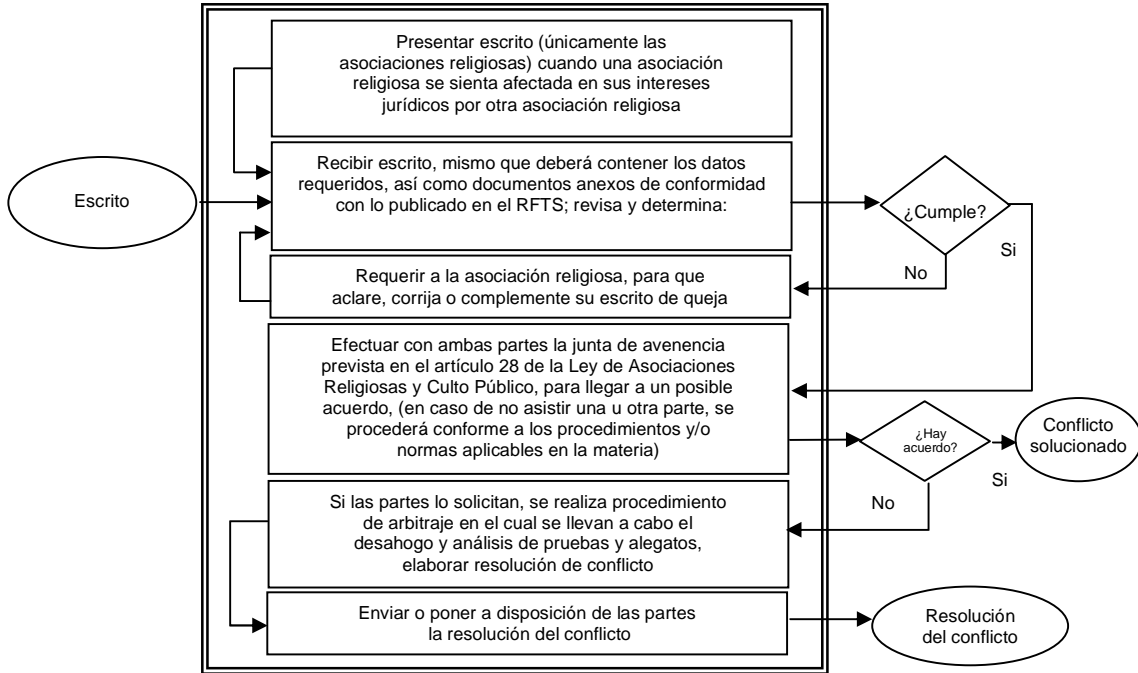 Presentar escrito (únicamente las
asociaciones religiosas) cuando una asociación
religiosa se sienta afectada en sus intereses
jurídicos por otra asociación religiosa
Escrito
Recibir escrito, mismo que deberá contener los datos
requeridos, así como documentos anexos de conformidad
con lo publicado en el RFTS; revisa y determina:
¿Cumple?
Si
No
Requerir a la asociación religiosa, para que
aclare, corrija o complemente su escrito de queja
Efectuar con ambas partes la junta de avenencia
prevista en el artículo 28 de la Ley de Asociaciones
Religiosas y Culto Público, para llegar a un posible
acuerdo, (en caso de no asistir una u otra parte, se
procederá conforme a los procedimientos y/o
normas aplicables en la materia)
¿Hay
acuerdo?
Conflicto
solucionado
Si
No
Si las partes lo solicitan, se realiza procedimiento
de arbitraje en el cual se llevan a cabo el
desahogo y análisis de pruebas y alegatos,
elaborar resolución de conflicto
Enviar o poner a disposición de las partes
la resolución del conflicto
Resolución
del conflicto